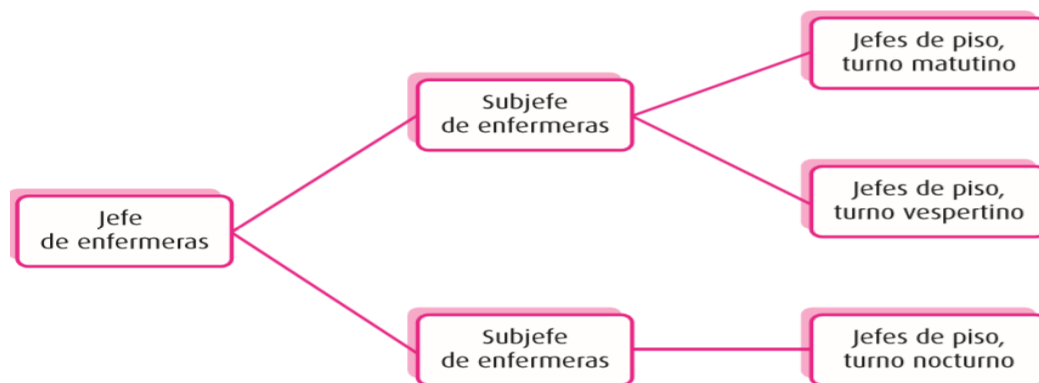 Jefe
de enfermeras
Subjefe
de enfermeras
Jefes de piso,
turno matutino
Jefes de piso,
turno vespertino
Subjefe
de enfermeras
Jefes de piso,
turno nocturno